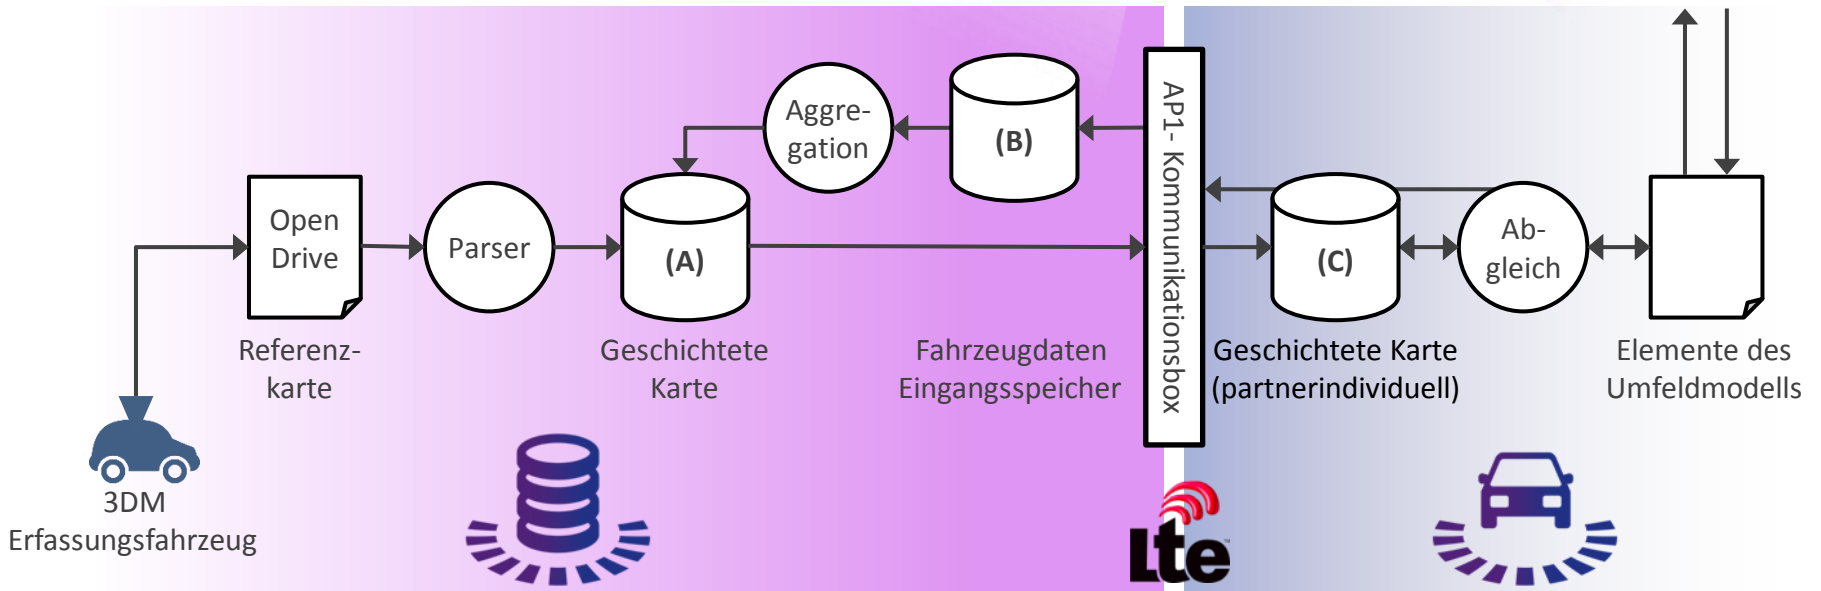 Aggre-
gation
(B)
AP1- Kommunikationsbox
Open
Drive
Parser
(A)
(C)
Ab-
gleich
Referenz-
karte
Geschichtete
Karte
Fahrzeugdaten
Eingangsspeicher
Geschichtete Karte
(partnerindividuell)
Elemente des
Umfeldmodells
3DM
Erfassungsfahrzeug
Lte